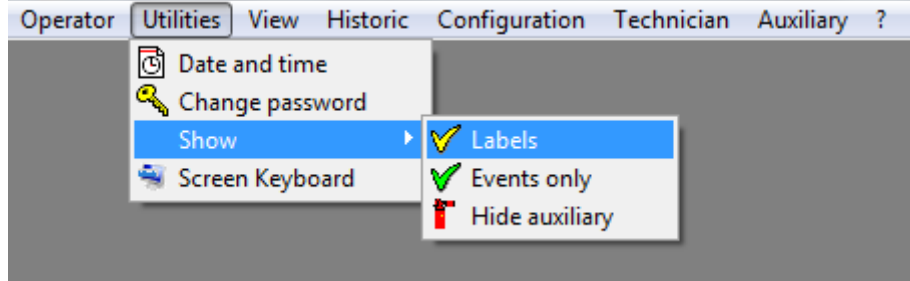 Operator Utilities View Historic Configuration Technician Auxiliary ?
Date and time
Change password
Show
Labels
Screen Keyboard
Events only
Hide auxiliary